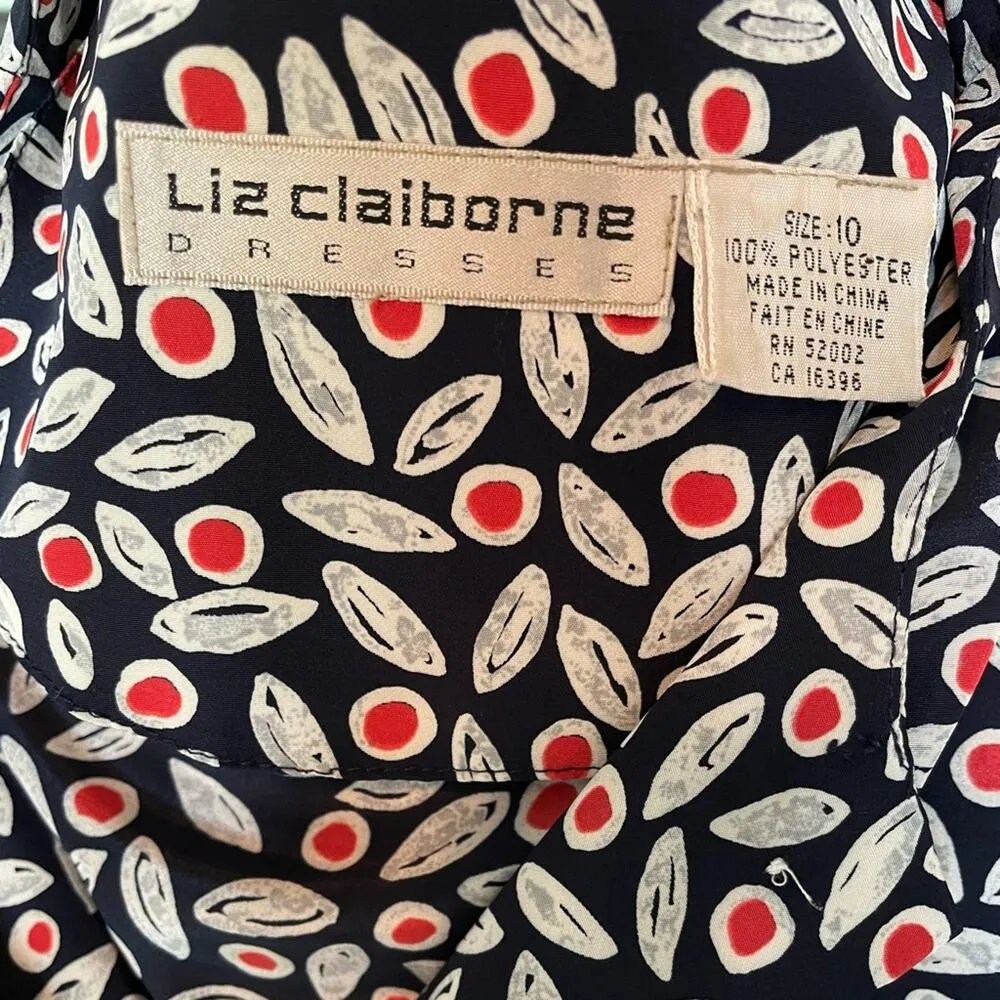 Liz claiborne
DRESSES
SIZE:10
100% POLYESTER
MADE IN CHINA
FAIT EN CHINE
RN 52002
CA 16396